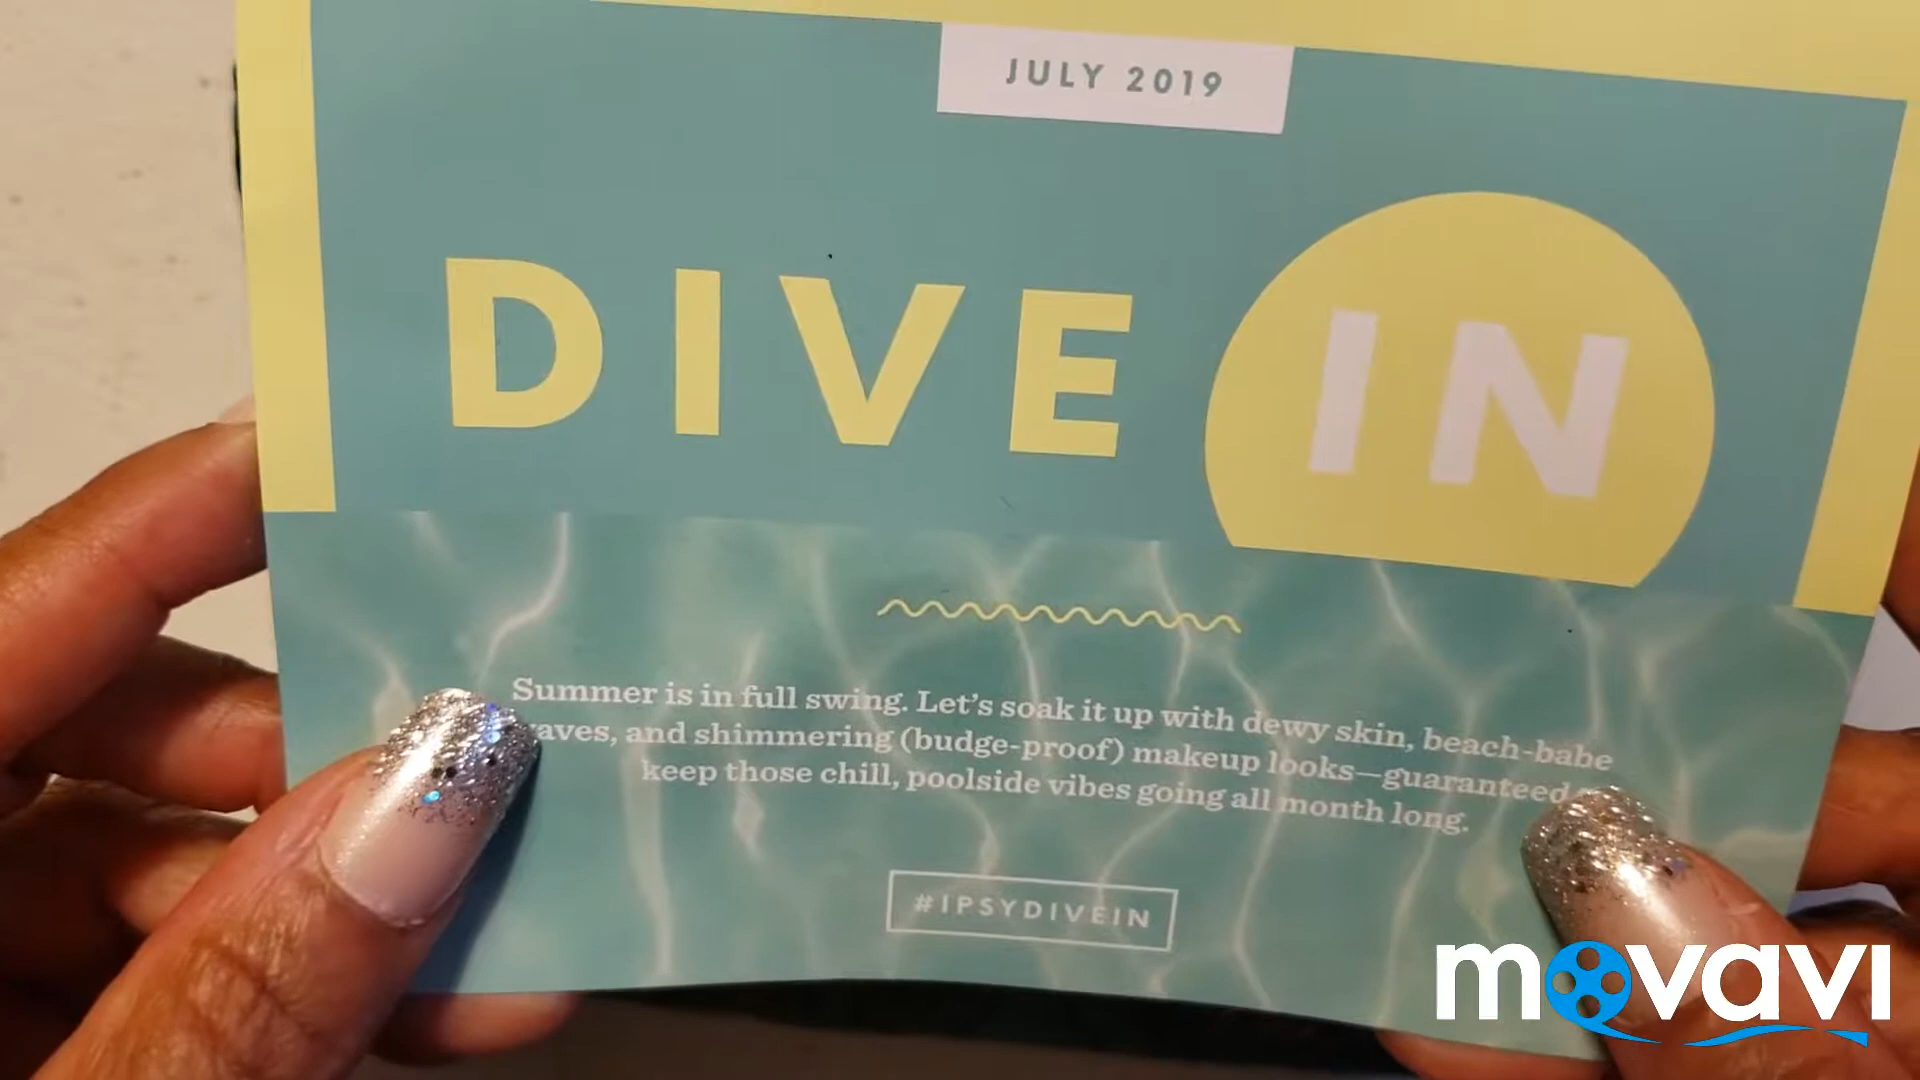 JULY 2019
DIVE IN
Summer is in full swing. Let's soak it up with dewy skin, beach-babe
and shimmering (budge-proof) makeup looks—guaranteed
keep those chill, poolside vibes going all month long.
#IPSYDIVEIN
movavi